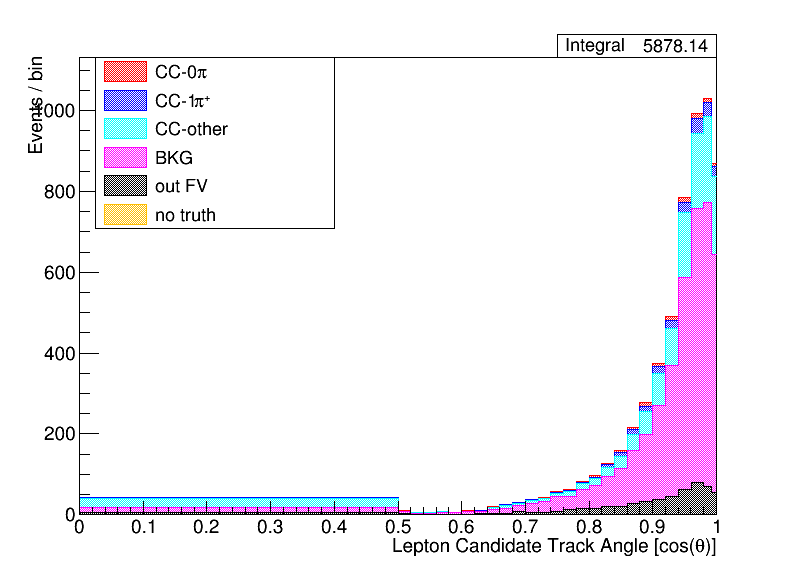 Integral 5878.14
Events / bin
CC-0π
CC-1π⁺
CC-other
BKG
out FV
no truth
1000
800
600
400
200
0
0 0.1 0.2 0.3 0.4 0.5 0.6 0.7 0.8 0.9 1
Lepton Candidate Track Angle [cos(θ)]